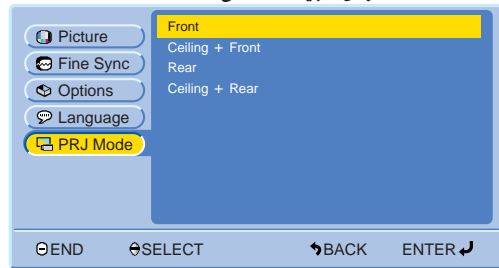 Picture
Fine Sync
Options
Language
PRJ Mode
Front
Ceiling + Front
Rear
Ceiling + Rear
END SELECT BACK ENTER